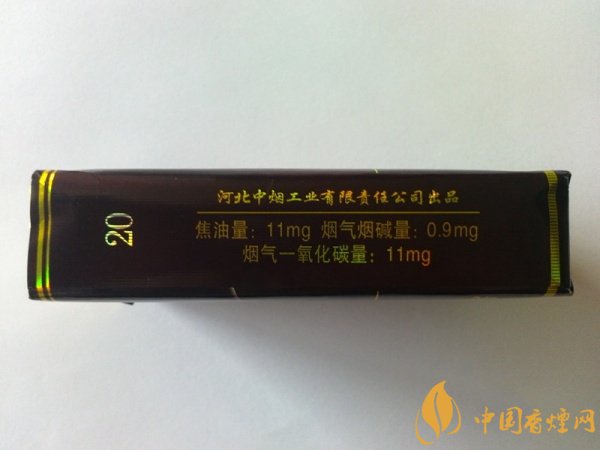 河北中烟工业有限责任公司出品
20
焦油量：11mg 烟气烟碱量：0.9mg
烟气一氧化碳量：11mg
中国香煙网